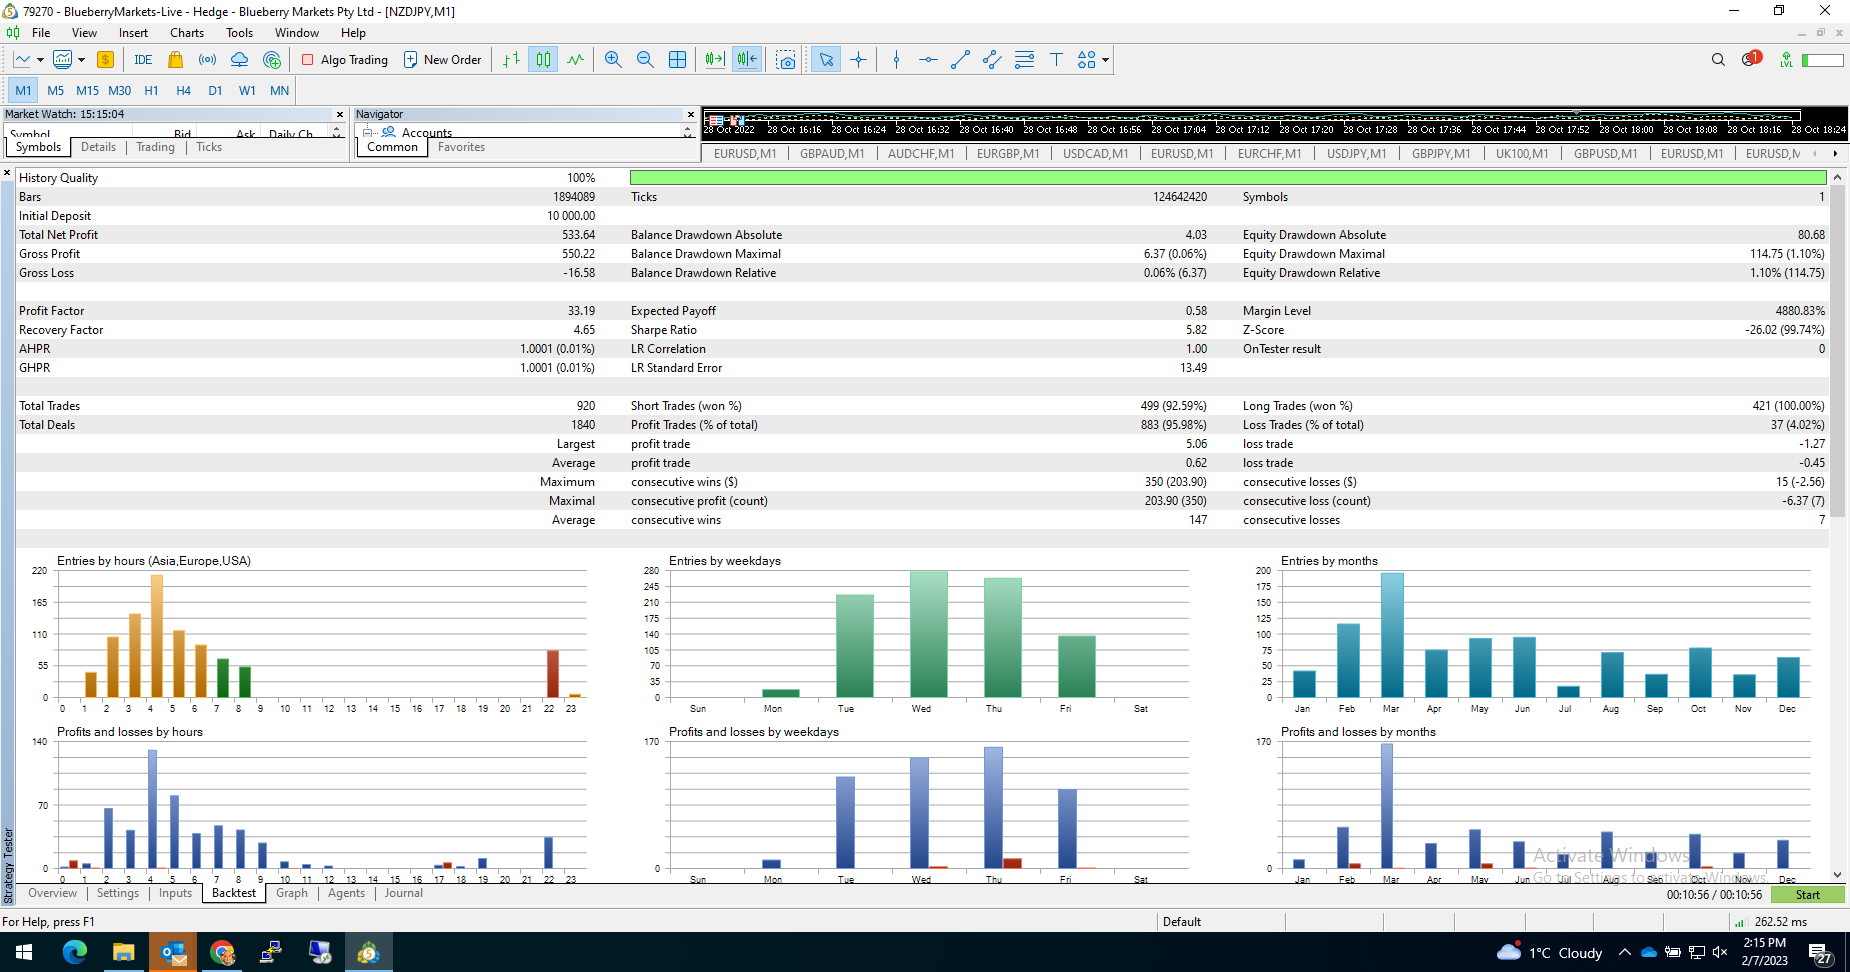 79270 - BlueberryMarkets-Live - Hedge - Blueberry Markets Pty Ltd - [NZDJPY,M1]
File View Insert Charts Tools Window Help
IDE Algo Trading New Order
1 LVL
M1 M5 M15 M30 H1 H4 D1 W1 MN
Market Watch: 15:15:04
Symbol Bid Ask Daily Ch...
Symbols Details Trading Ticks
Navigator
Accounts
Common Favorites
28 Oct 2022 28 Oct 16:16 28 Oct 16:24 28 Oct 16:32 28 Oct 16:40 28 Oct 16:48 28 Oct 16:56 28 Oct 17:04 28 Oct 17:12 28 Oct 17:20 28 Oct 17:28 28 Oct 17:36 28 Oct 17:44 28 Oct 17:52 28 Oct 18:00 28 Oct 18:08 28 Oct 18:16 28 Oct 18:24
EURUSD,M1 GBPAUD,M1 AUDCHF,M1 EURGBP,M1 USDCAD,M1 EURUSD,M1 EURCHF,M1 USDJPY,M1 GBPJPY,M1 UK100,M1 GBPUSD,M1 EURUSD,M1 EURUSD,M
History Quality 100%
Bars 1894089 Ticks 124642420 Symbols 1
Initial Deposit 10 000.00
Total Net Profit 533.64 Balance Drawdown Absolute 4.03 Equity Drawdown Absolute 80.68
Gross Profit 550.22 Balance Drawdown Maximal 6.37 (0.06%) Equity Drawdown Maximal 114.75 (1.10%)
Gross Loss -16.58 Balance Drawdown Relative 0.06% (6.37) Equity Drawdown Relative 1.10% (114.75)
Profit Factor 33.19 Expected Payoff 0.58 Margin Level 4880.83%
Recovery Factor 4.65 Sharpe Ratio 5.82 Z-Score -26.02 (99.74%)
AHPR 1.0001 (0.01%) LR Correlation 1.00 OnTester result 0
GHPR 1.0001 (0.01%) LR Standard Error 13.49
Total Trades 920 Short Trades (won %) 499 (92.59%) Long Trades (won %) 421 (100.00%)
Total Deals 1840 Profit Trades (% of total) 883 (95.98%) Loss Trades (% of total) 37 (4.02%)
Largest profit trade 5.06 loss trade -1.27
Average profit trade 0.62 loss trade -0.45
Maximum consecutive wins ($) 350 (203.90) consecutive losses ($) 15 (-2.56)
Maximal consecutive profit (count) 203.90 (350) consecutive loss (count) -6.37 (7)
Average consecutive wins 147 consecutive losses 7
Entries by hours (Asia,Europe,USA)
220
165
110
55
0
0 1 2 3 4 5 6 7 8 9 10 11 12 13 14 15 16 17 18 19 20 21 22 23
Entries by weekdays
280
245
210
175
140
105
70
35
0
Sun Mon Tue Wed Thu Fri Sat
Entries by months
200
175
150
125
100
75
50
25
0
Jan Feb Mar Apr May Jun Jul Aug Sep Oct Nov Dec
Profits and losses by hours
140
70
0
0 1 2 3 4 5 6 7 8 9 10 11 12 13 14 15 16 17 18 19 20 21 22 23
Profits and losses by weekdays
170
0
Sun Mon Tue Wed Thu Fri Sat
Profits and losses by months
170
0
Jan Feb Mar Apr May Jun Jul Aug Sep Oct Nov Dec
Activate Windows
Go to Settings to activate Windows.
Strategy Tester
Overview Settings Inputs Backtest Graph Agents Journal
00:10:56 / 00:10:56 Start
For Help, press F1 Default 262.52 ms
1°C Cloudy
2:15 PM
2/7/2023
27